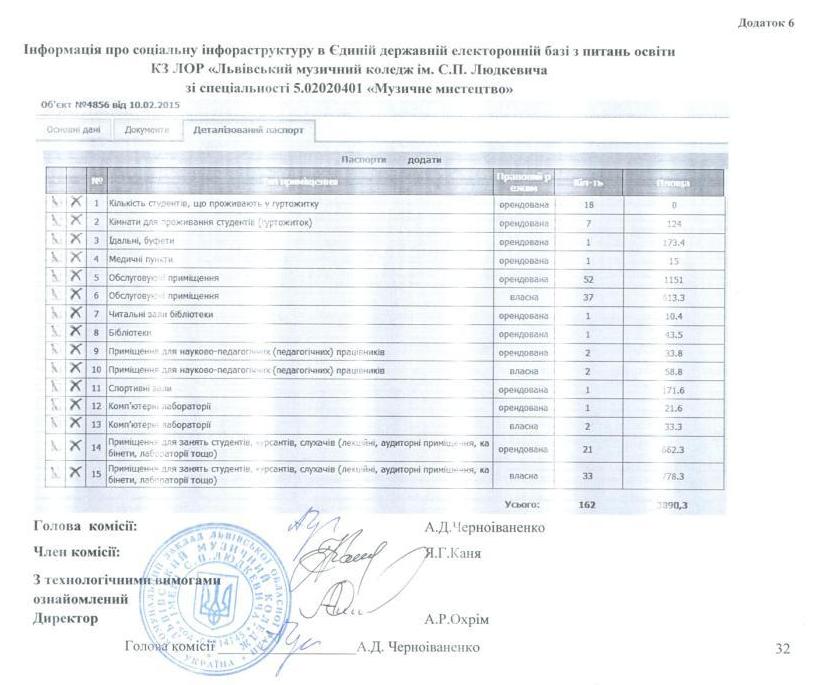 Додаток 6
Інформація про соціальну інфораструктуру в Єдиній державній електоронній базі з питань освіти
КЗ ЛОР «Львівський музичний коледж ім. С.П. Людкевича
зі спеціальності 5.02020401 «Музичне мистецтво»
Об'єкт №4856 від 10.02.2015
Основні дані Документи Деталізований паспорт
Паспорти додати
№ Тип приміщення Правовий р Кіл-ть Площа
ежим
1 Кількість студентів, що проживають у гуртожитку орендована 18 0
2 Кімнати для проживання студентів (гуртожиток) орендована 7 124
3 Їдальні, буфети орендована 1 173.4
4 Медичні пункти орендована 1 15
5 Обслуговуючі приміщення орендована 52 1151
6 Обслуговуючі приміщення власна 37 613.3
7 Читальні зали бібліотеки орендована 1 10.4
8 Бібліотеки орендована 1 43.5
9 Приміщення для науково-педагогічних (педагогічних) працівників орендована 2 33.8
10 Приміщення для науково-педагогічних (педагогічних) працівників власна 2 58.8
11 Спортивні зали орендована 1 171.6
12 Комп'ютерні лабораторії орендована 1 21.6
13 Комп'ютерні лабораторії власна 2 33.3
14 Приміщення для занять студентів, курсантів, слухачів (лекційні, аудиторні приміщення, ка орендована 21 662.3
бінети, лабораторії тощо)
15 Приміщення для занять студентів, курсантів, слухачів (лекційні, аудиторні приміщення, ка власна 33 778.3
бінети, лабораторії тощо)
Усього: 162 3890,3
Голова комісії: А.Д.Черноіваненко
Член комісії: Я.Г.Каня
З технологічними вимогами
ознайомлений
Директор А.Р.Охрім
Голова комісії А.Д. Черноіваненко
32
УКРАЇНА